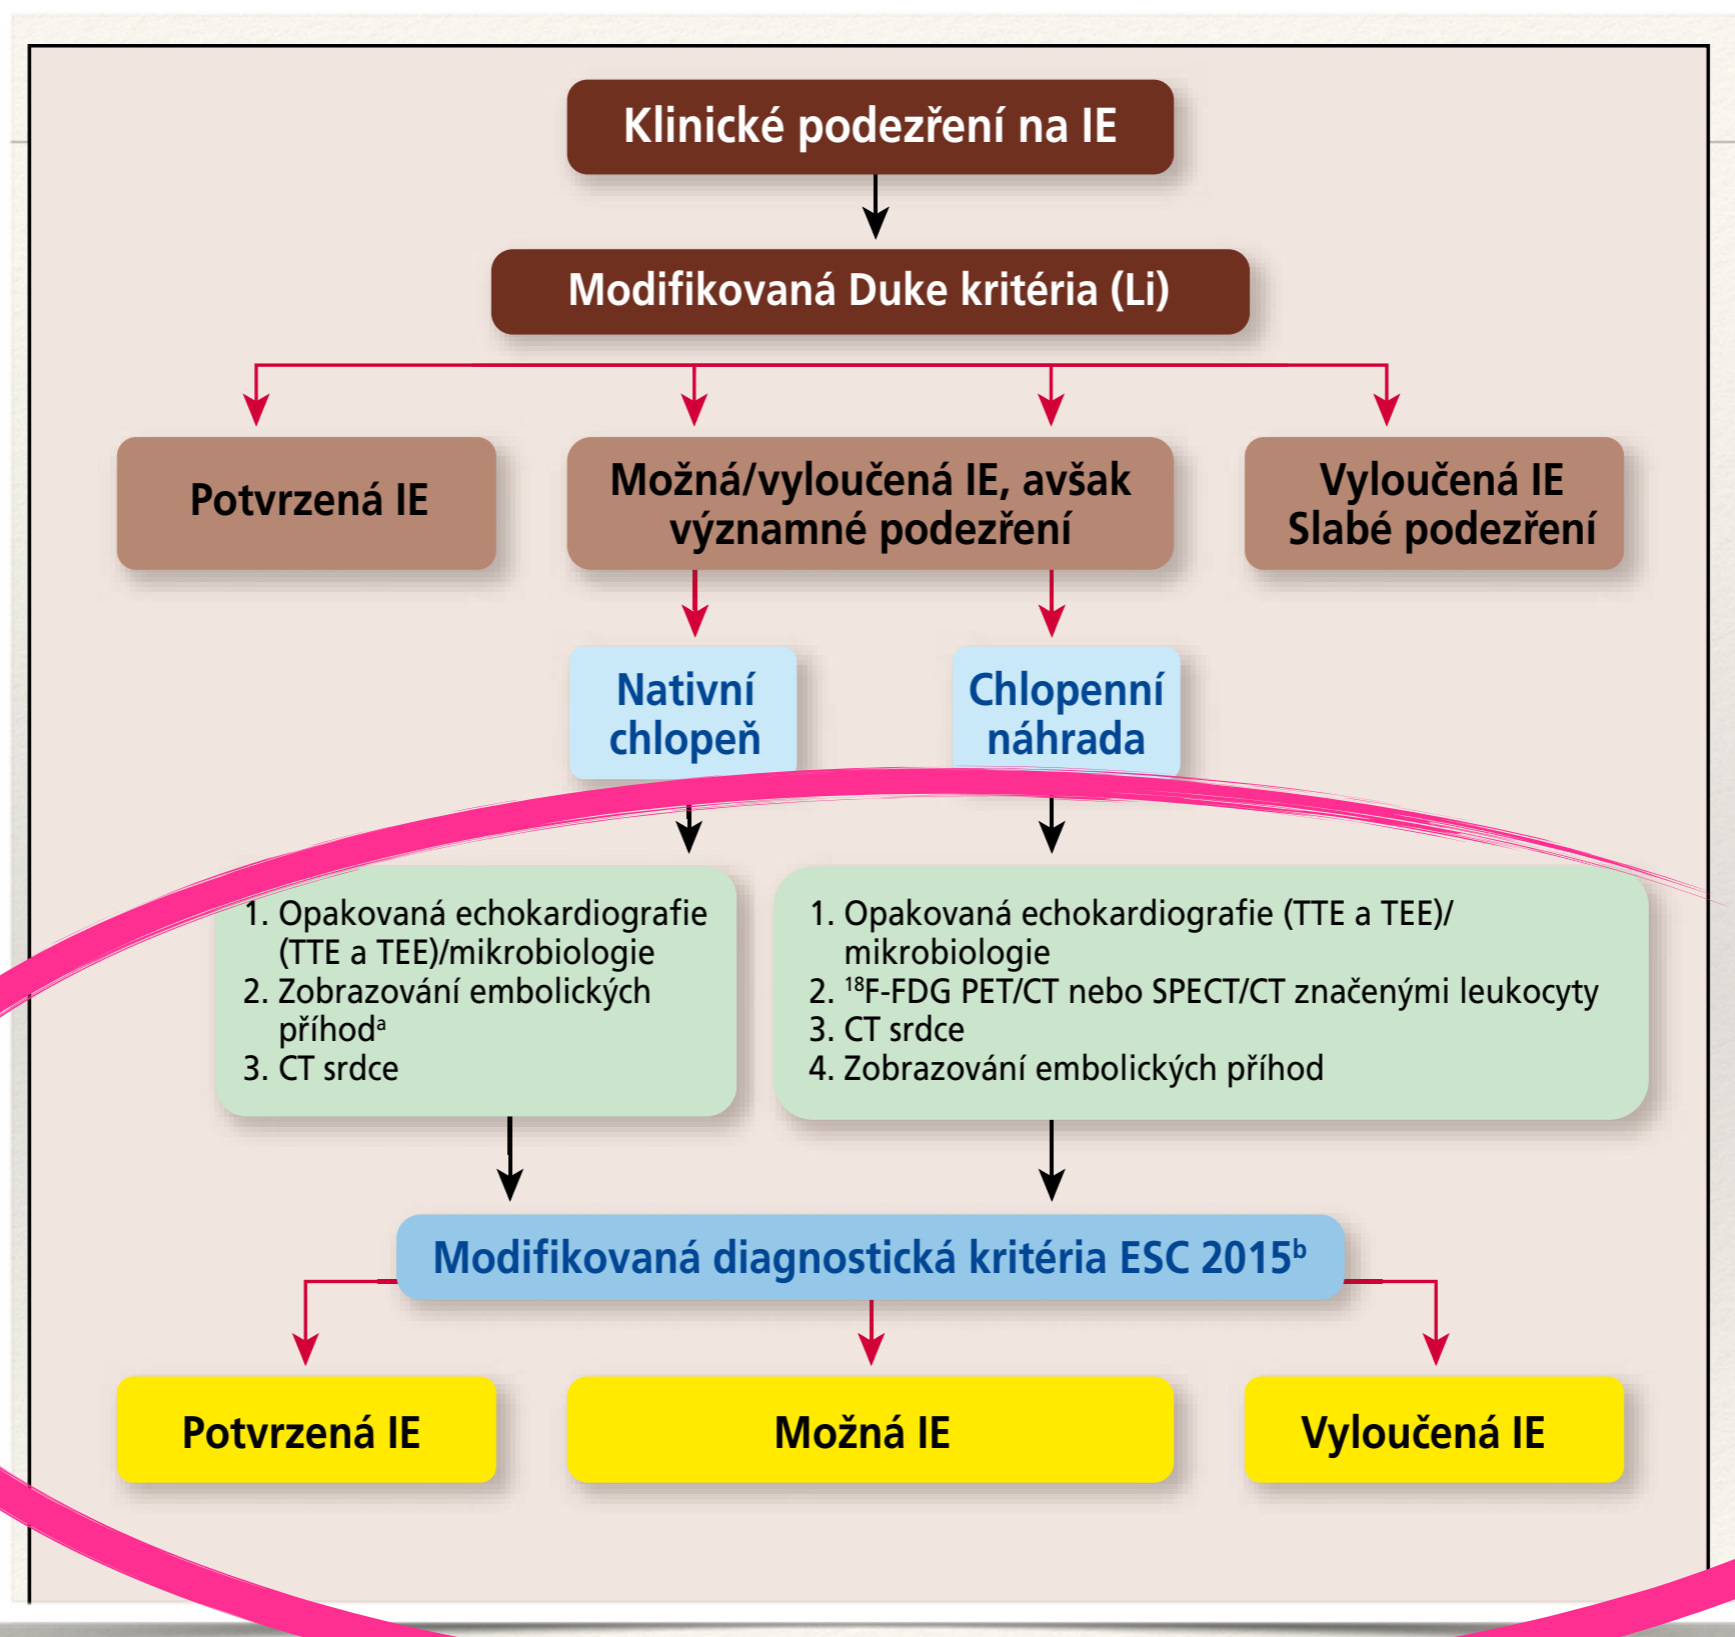 Klinické podezření na IE
Modifikovaná Duke kritéria (Li)
Potvrzená IE
Možná/vyloučená IE, avšak
významné podezření
Vyloučená IE
Slabé podezření
Nativní
chlopeň
Chlopenní
náhrada
1. Opakovaná echokardiografie
(TTE a TEE)/mikrobiologie
2. Zobrazování embolických
příhodᵃ
3. CT srdce
1. Opakovaná echokardiografie (TTE a TEE)/
mikrobiologie
2. ¹⁸F-FDG PET/CT nebo SPECT/CT značenými leukocyty
3. CT srdce
4. Zobrazování embolických příhod
Modifikovaná diagnostická kritéria ESC 2015ᵇ
Potvrzená IE
Možná IE
Vyloučená IE